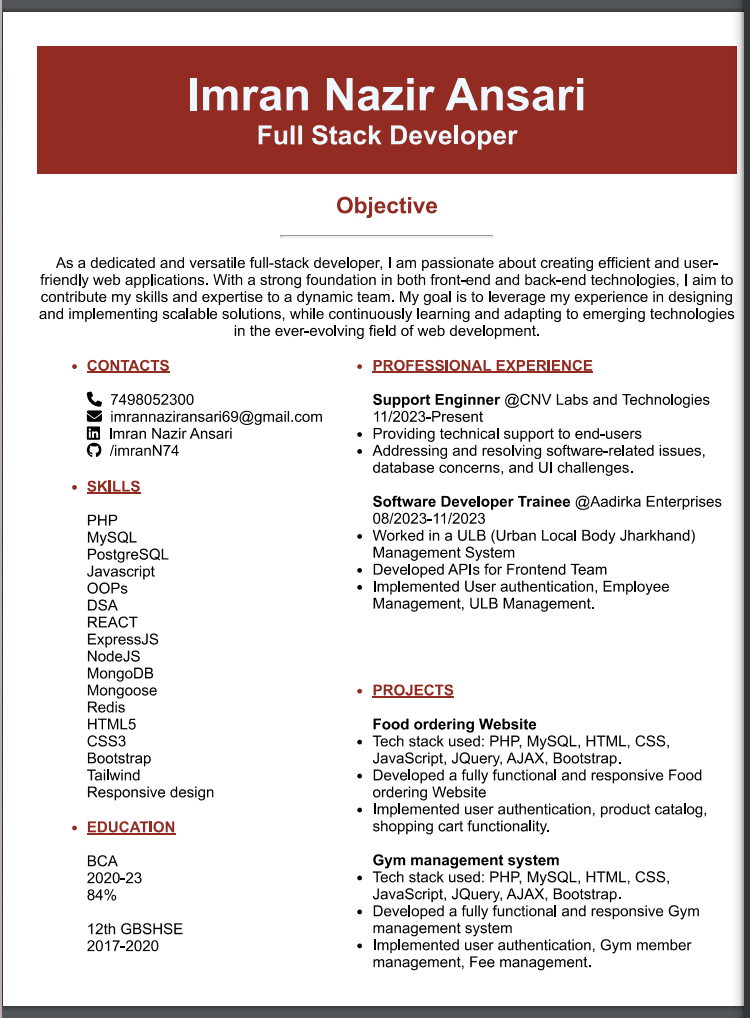 Imran Nazir Ansari
Full Stack Developer
Objective
As a dedicated and versatile full-stack developer, I am passionate about creating efficient and user-
friendly web applications. With a strong foundation in both front-end and back-end technologies, I aim to
contribute my skills and expertise to a dynamic team. My goal is to leverage my experience in designing
and implementing scalable solutions, while continuously learning and adapting to emerging technologies
in the ever-evolving field of web development.
• CONTACTS
7498052300
imrannaziransari69@gmail.com
Imran Nazir Ansari
/imranN74
• SKILLS
PHP
MySQL
PostgreSQL
Javascript
OOPs
DSA
REACT
ExpressJS
NodeJS
MongoDB
Mongoose
Redis
HTML5
CSS3
Bootstrap
Tailwind
Responsive design
• EDUCATION
BCA
2020-23
84%
12th GBSHSE
2017-2020
• PROFESSIONAL EXPERIENCE
Support Enginner @CNV Labs and Technologies
11/2023-Present
• Providing technical support to end-users
• Addressing and resolving software-related issues,
database concerns, and UI challenges.
Software Developer Trainee @Aadirka Enterprises
08/2023-11/2023
• Worked in a ULB (Urban Local Body Jharkhand)
Management System
• Developed APIs for Frontend Team
• Implemented User authentication, Employee
Management, ULB Management.
• PROJECTS
Food ordering Website
• Tech stack used: PHP, MySQL, HTML, CSS,
JavaScript, JQuery, AJAX, Bootstrap.
• Developed a fully functional and responsive Food
ordering Website
• Implemented user authentication, product catalog,
shopping cart functionality.
Gym management system
• Tech stack used: PHP, MySQL, HTML, CSS,
JavaScript, JQuery, AJAX, Bootstrap.
• Developed a fully functional and responsive Gym
management system
• Implemented user authentication, Gym member
management, Fee management.